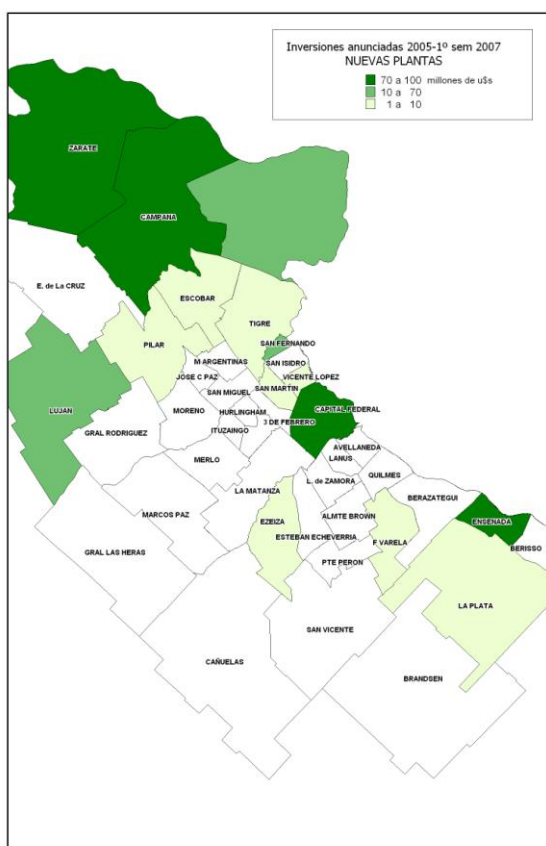 Inversiones anunciadas 2005-1º sem 2007
NUEVAS PLANTAS
70 a 100 millones de u$s
10 a 70
1 a 10
ZARATE
CAMPANA
E. de La CRUZ
ESCOBAR
TIGRE
PILAR
SAN FERNANDO
M ARGENTINAS
SAN ISIDRO
JOSE C PAZ
VICENTE LOPEZ
SAN MIGUEL
SAN MARTIN
LUJAN
MORENO
HURLINGHAM
CAPITAL FEDERAL
3 DE FEBRERO
GRAL RODRIGUEZ
ITUZAINGO
AVELLANEDA
LANUS
MERLO
QUILMES
L. de ZAMORA
LA MATANZA
BERAZATEGUI
MARCOS PAZ
ALMTE BROWN
EZEIZA
ENSENADA
ESTEBAN ECHEVERRIA
F VARELA
BERISSO
GRAL LAS HERAS
PTE PERON
LA PLATA
SAN VICENTE
CAÑUELAS
BRANDSEN